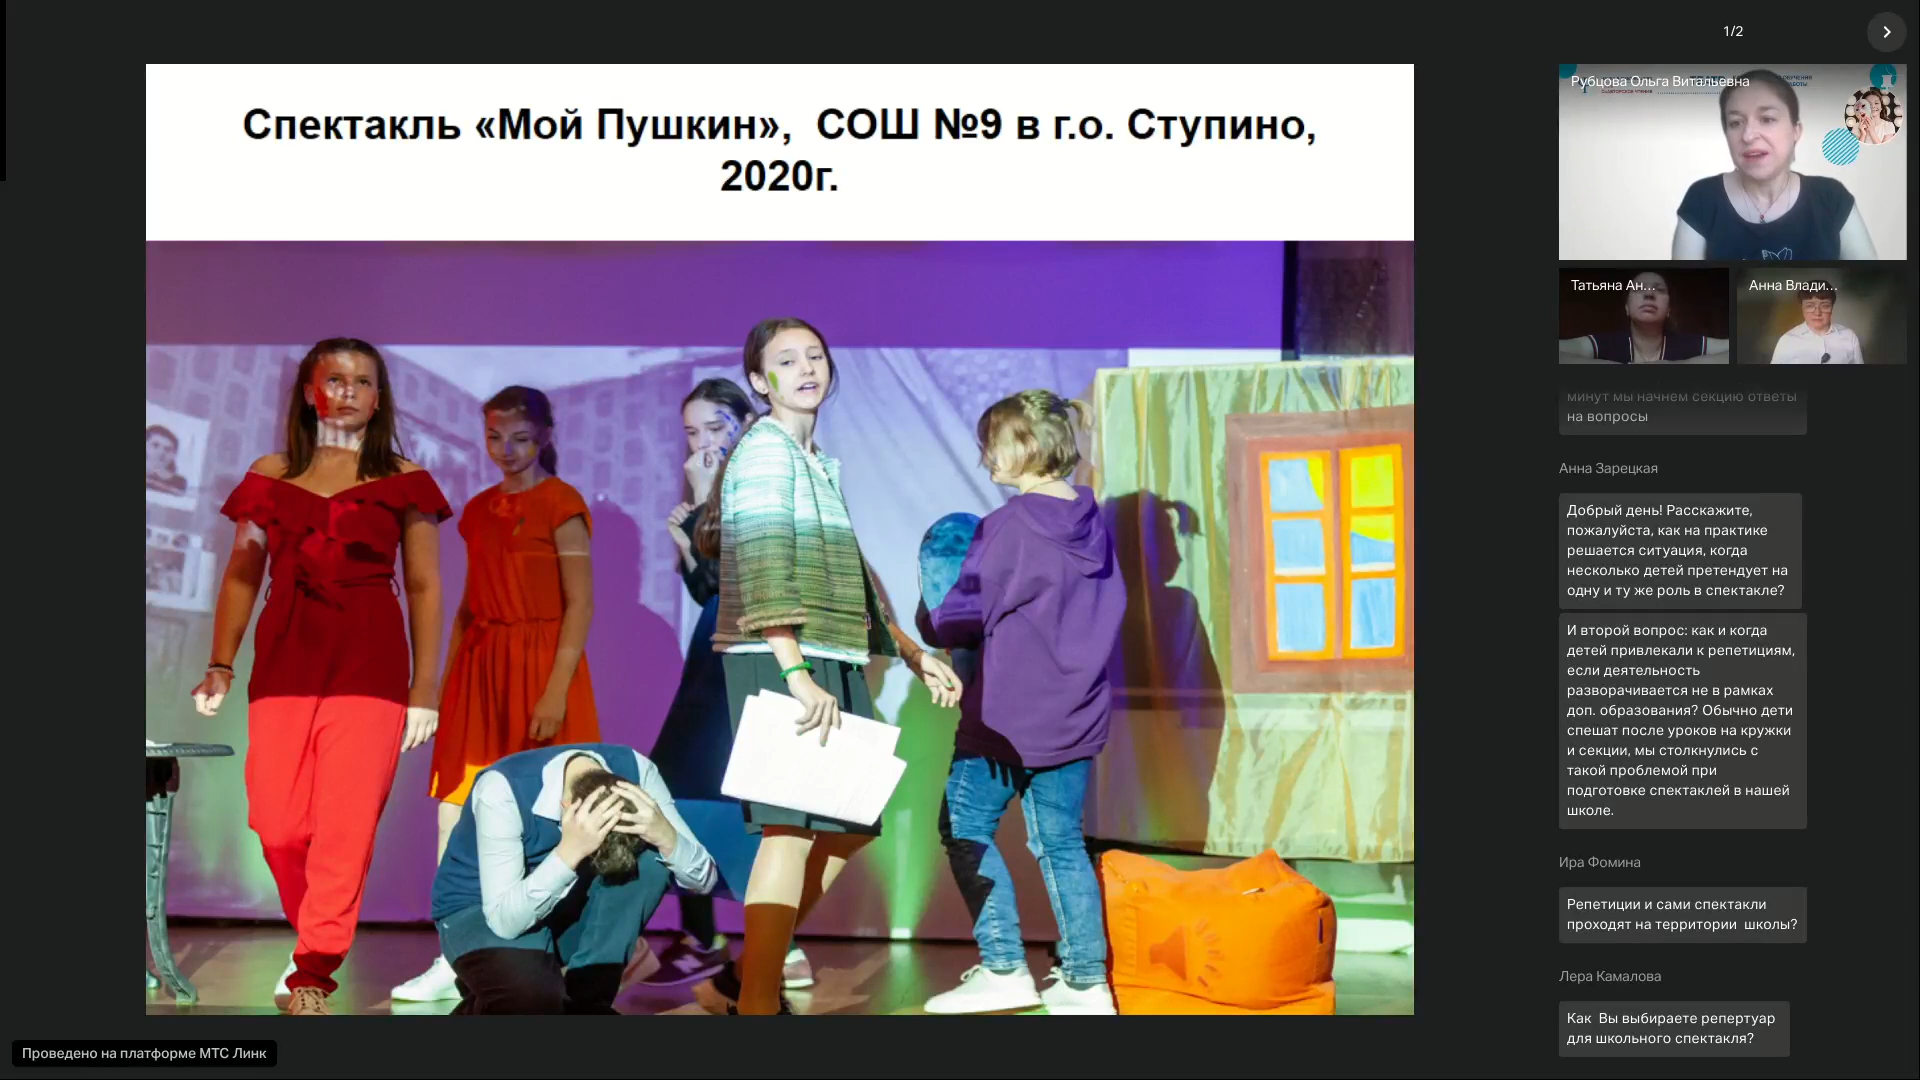 1/2
Спектакль «Мой Пушкин», СОШ №9 в г.о. Ступино,
2020г.
Рубцова Ольга Витальевна
Татьяна Ан...
Анна Влади...
минут мы начнем секцию ответы
на вопросы
Анна Зарецкая
Добрый день! Расскажите,
пожалуйста, как на практике
решается ситуация, когда
несколько детей претендует на
одну и ту же роль в спектакле?
И второй вопрос: как и когда
детей привлекали к репетициям,
если деятельность
разворачивается не в рамках
доп. образования? Обычно дети
спешат после уроков на кружки
и секции, мы столкнулись с
такой проблемой при
подготовке спектаклей в нашей
школе.
Ира Фомина
Репетиции и сами спектакли
проходят на территории школы?
Лера Камалова
Как Вы выбираете репертуар
для школьного спектакля?
Проведено на платформе МТС Линк